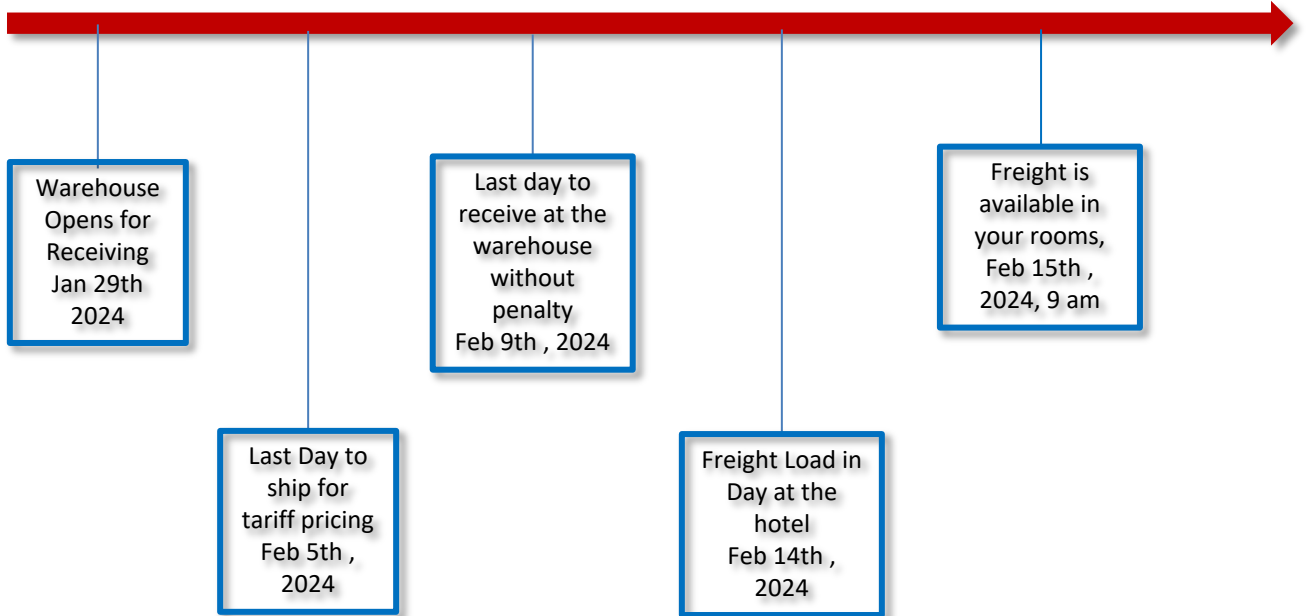 Warehouse
Opens for
Receiving
Jan 29th
2024
Last Day to
ship for
tariff pricing
Feb 5th ,
2024
Last day to
receive at the
warehouse
without
penalty
Feb 9th , 2024
Freight Load in
Day at the
hotel
Feb 14th ,
2024
Freight is
available in
your rooms,
Feb 15th ,
2024, 9 am